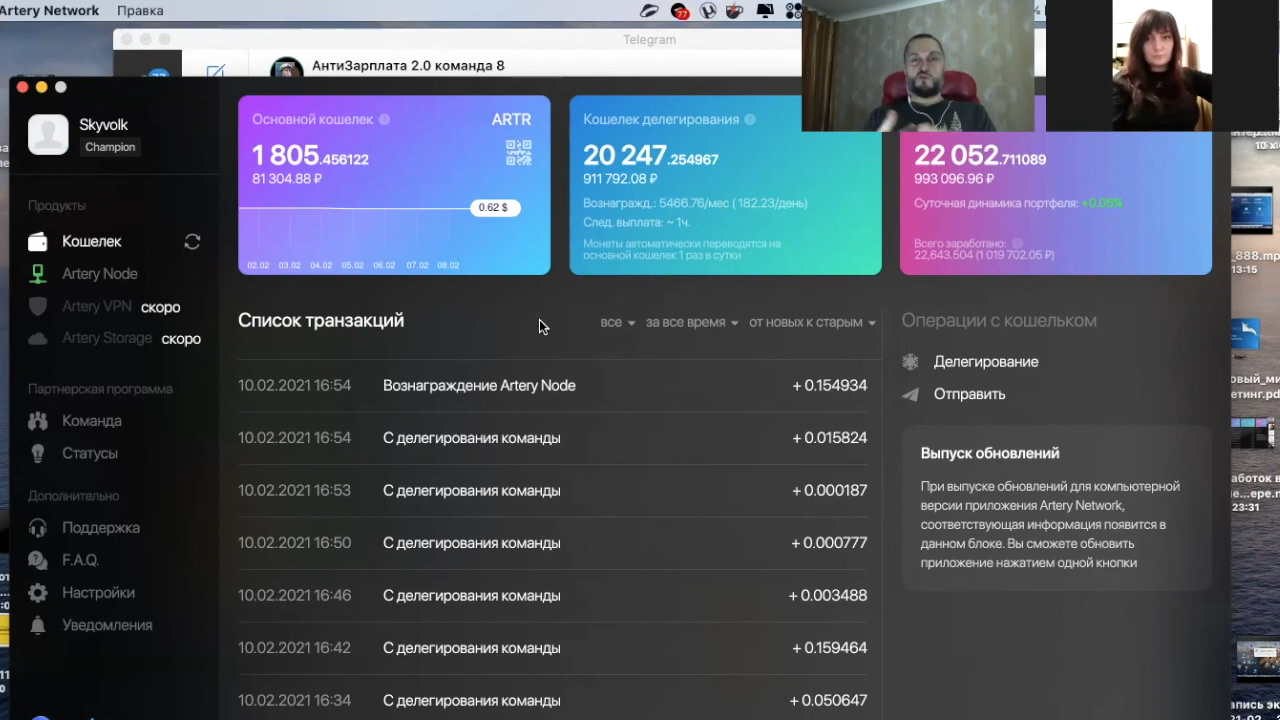 Artery Network Правка
77
Telegram
АнтиЗарплата 2.0 команда 8
Skyvolk
Champion
Продукты
Кошелек
Artery Node
Artery VPN скоро
Artery Storage скоро
Партнерская программа
Команда
Статусы
Дополнительно
Поддержка
F.A.Q.
Настройки
Уведомления
Основной кошелек ARTR
1 805.456122
81 304.88 ₽
0.62 $
02.02 03.02 04.02 05.02 06.02 07.02 08.02
Кошелек делегирования
20 247.254967
911 792.08 ₽
Вознагражд.: 5466.76/мес ( 182.23/день)
След. выплата: ~ 1ч.
Монеты автоматически переводятся на
основной кошелек 1 раз в сутки
22 052.711089
993 096.96 ₽
Суточная динамика портфеля: +0.05%
Всего заработано:
22,643.504 (1 019 702.05 ₽)
Список транзакций
все за все время от новых к старым
10.02.2021 16:54 Вознаграждение Artery Node + 0.154934
10.02.2021 16:54 С делегирования команды + 0.015824
10.02.2021 16:53 С делегирования команды + 0.000187
10.02.2021 16:50 С делегирования команды + 0.000777
10.02.2021 16:46 С делегирования команды + 0.003488
10.02.2021 16:42 С делегирования команды + 0.159464
10.02.2021 16:34 С делегирования команды + 0.050647
Операции с кошельком
Делегирование
Отправить
Выпуск обновлений
При выпуске обновлений для компьютерной
версии приложения Artery Network,
соответствующая информация появится в
данном блоке. Вы сможете обновить
приложение нажатием одной кнопки
_888.mp
13:15
23:31